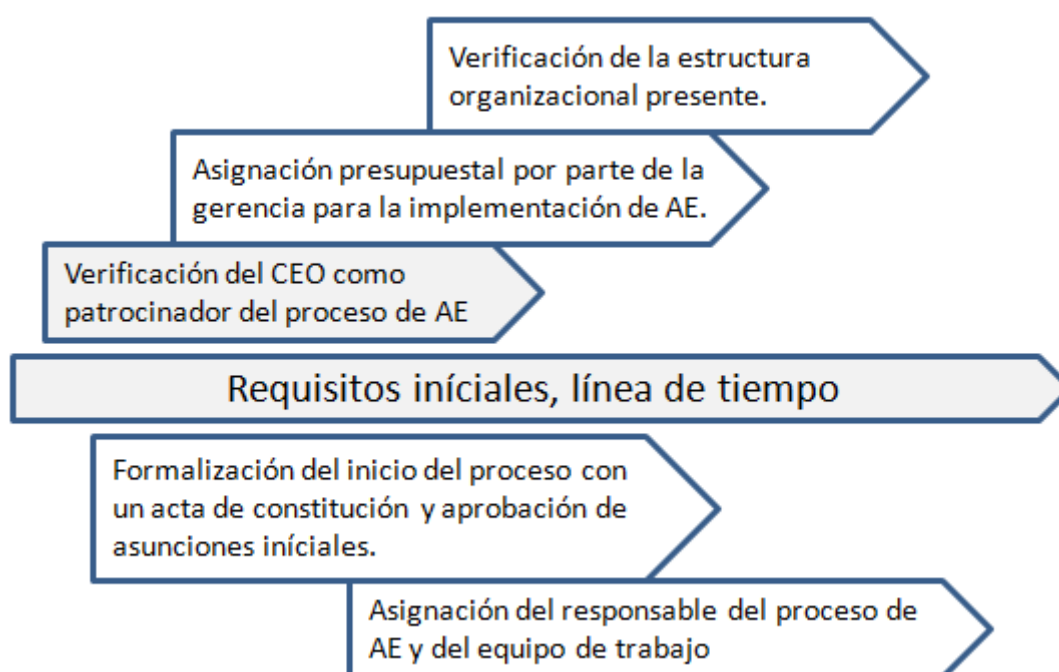 Verificación de la estructura
organizacional presente.
Asignación presupuestal por parte de la
gerencia para la implementación de AE.
Verificación del CEO como
patrocinador del proceso de AE
Requisitos iníciales, línea de tiempo
Formalización del inicio del proceso con
un acta de constitución y aprobación de
asunciones iníciales.
Asignación del responsable del proceso de
AE y del equipo de trabajo